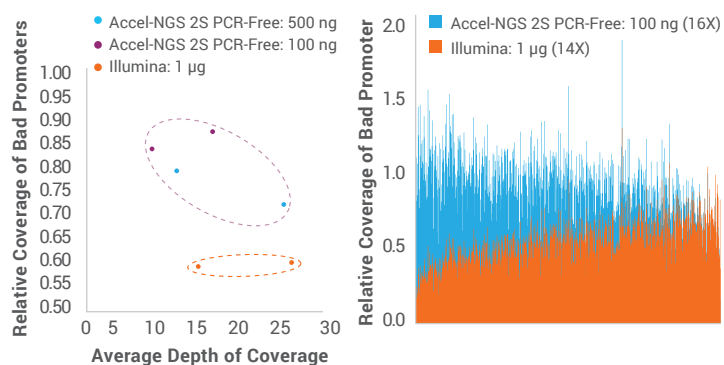 Accel-NGS 2S PCR-Free: 500 ng
Accel-NGS 2S PCR-Free: 100 ng
Illumina: 1 μg
Relative Coverage of Bad Promoters
1.00
0.95
0.90
0.85
0.80
0.75
0.70
0.65
0.60
0.55
0.50
0 5 10 15 20 25 30
Average Depth of Coverage
Accel-NGS 2S PCR-Free: 100 ng (16X)
Illumina: 1 μg (14X)
Relative Coverage of Bad Promoter
2.0
1.5
1.0
0.5
0.0